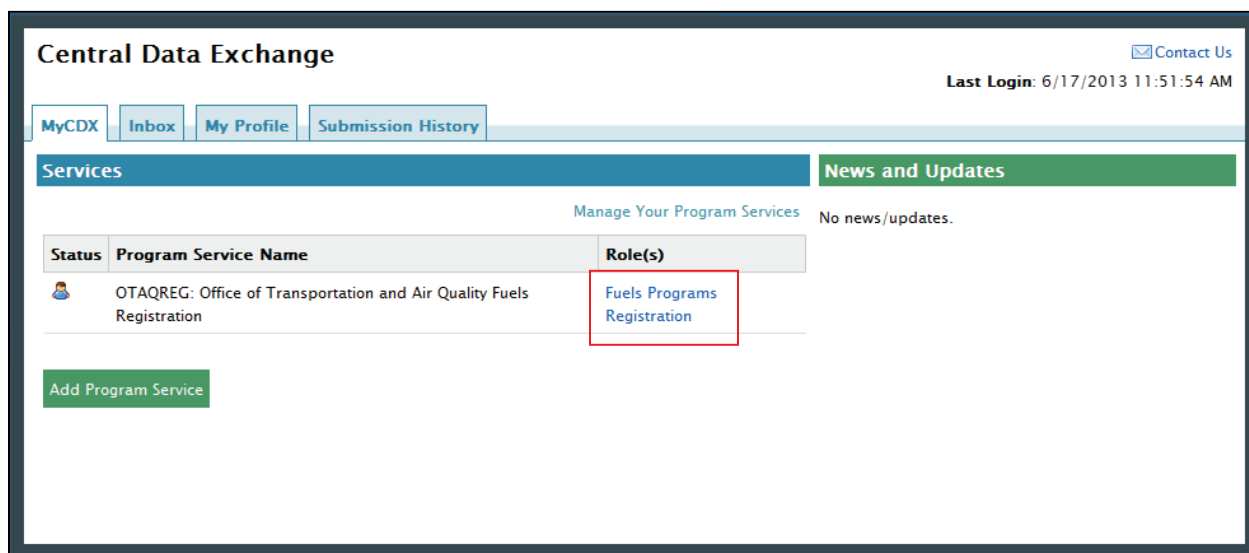 Central Data Exchange
Contact Us
Last Login: 6/17/2013 11:51:54 AM
MyCDX
Inbox
My Profile
Submission History
Services
News and Updates
Manage Your Program Services
No news/updates.
Status Program Service Name Role(s)
OTAQREG: Office of Transportation and Air Quality Fuels
Registration
Fuels Programs
Registration
Add Program Service